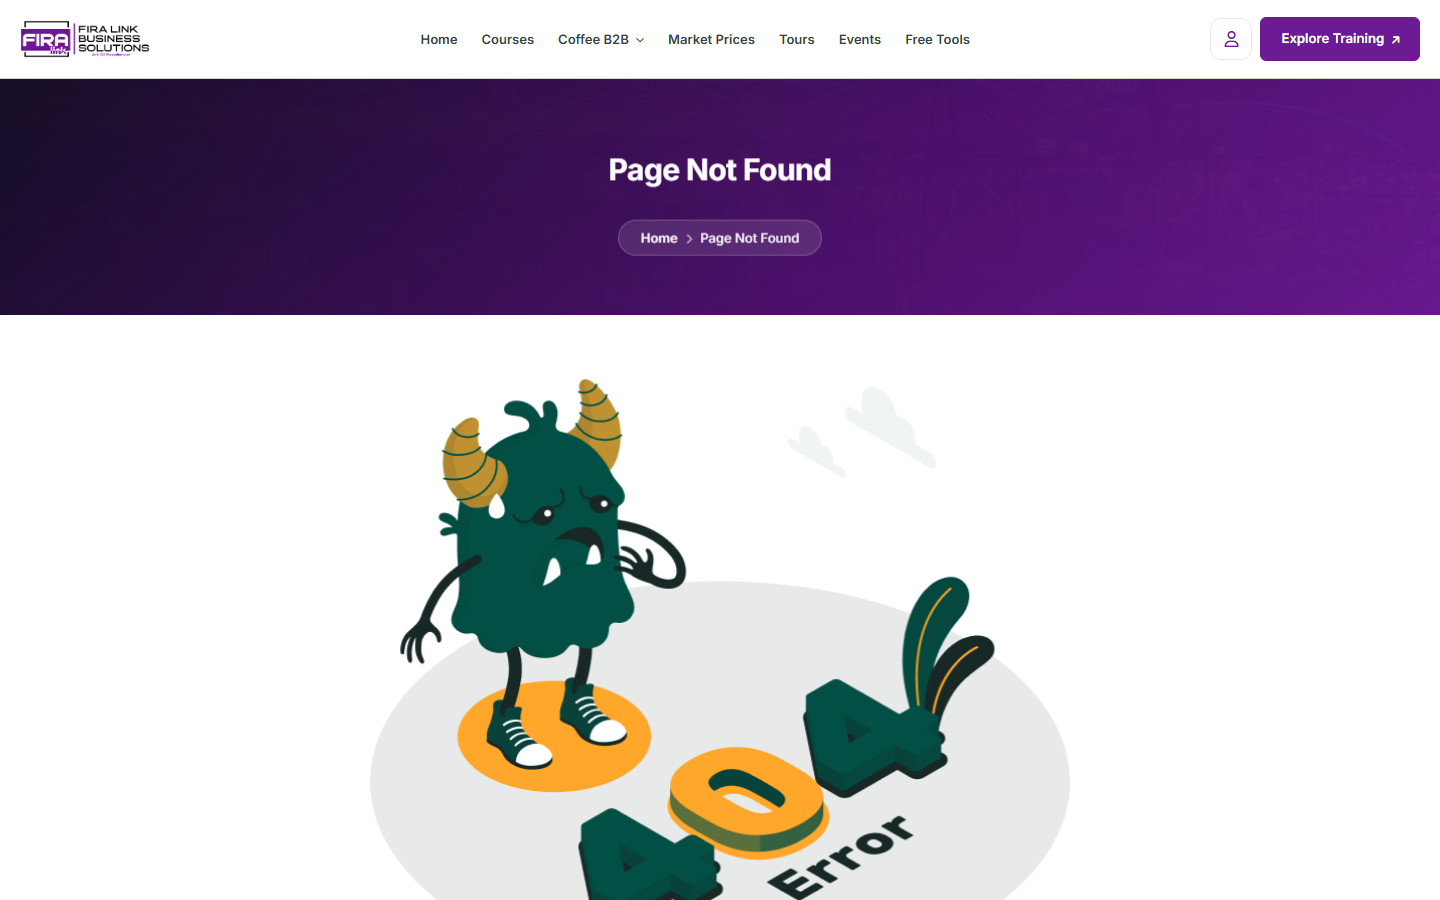 FIRA
FIRA LINK
BUSINESS
SOLUTIONS
Home
Courses
Coffee B2B
Market Prices
Tours
Events
Free Tools
Explore Training
Page Not Found
Home
Page Not Found
404
Error